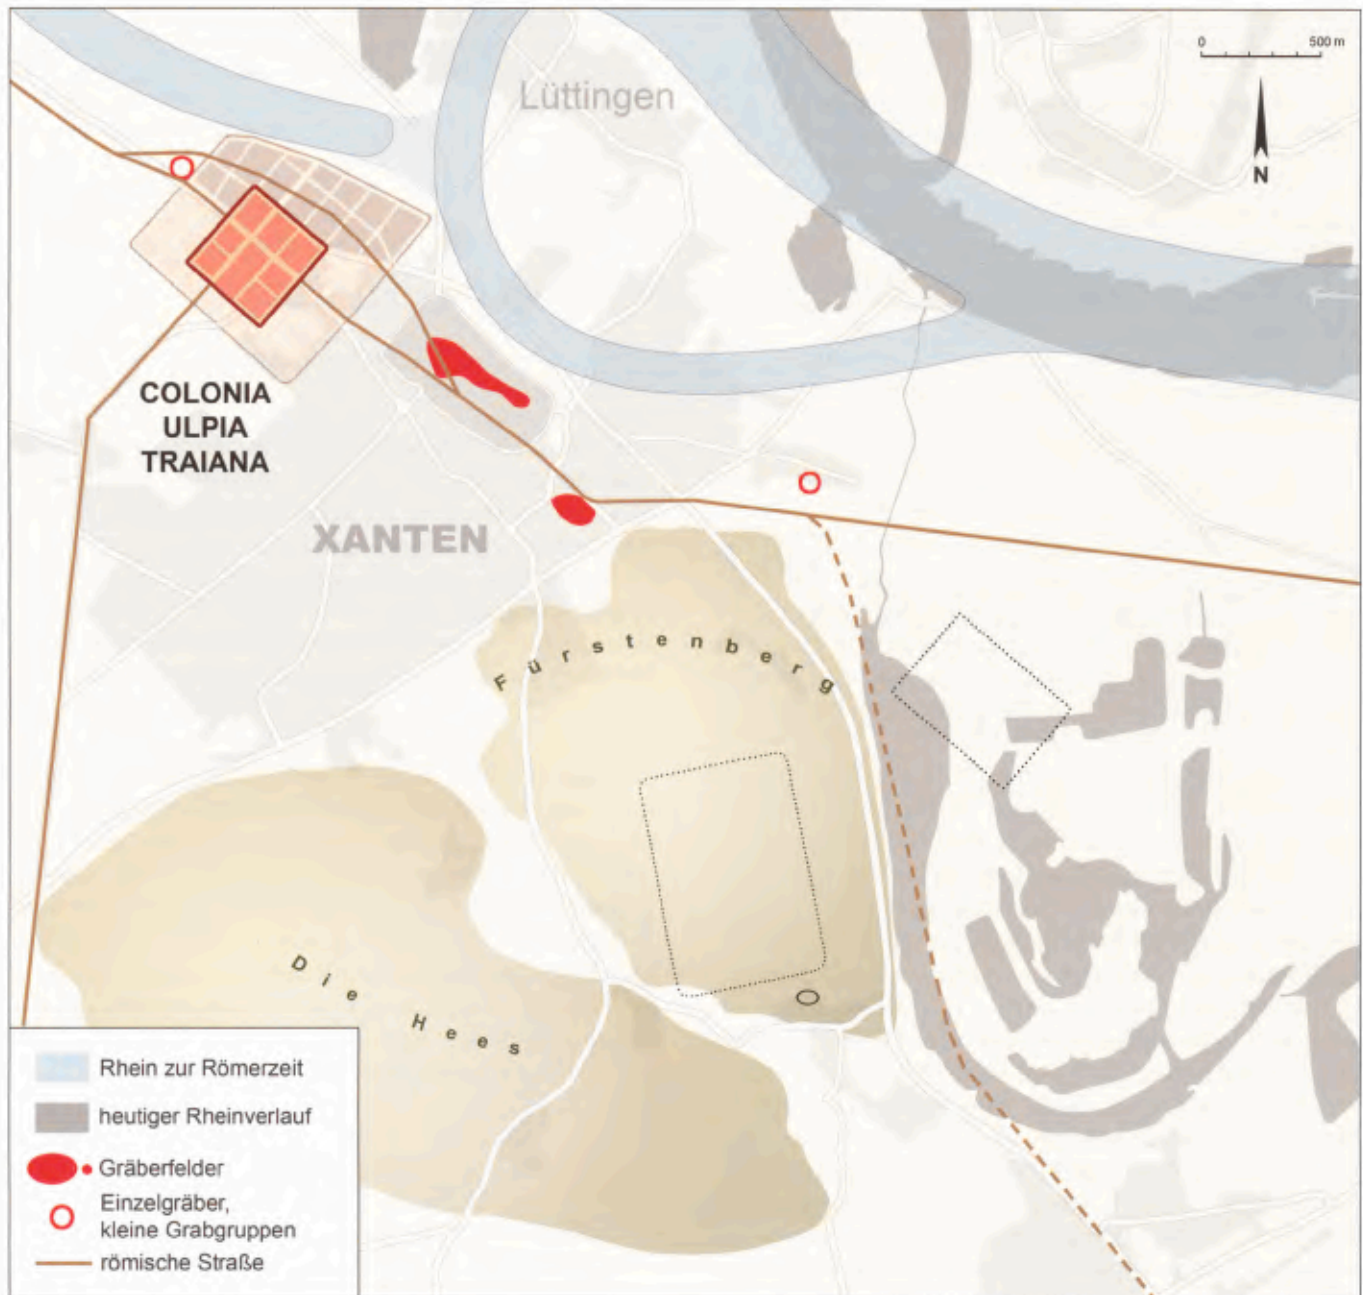 0 500 m
Lüttingen
N
COLONIA
ULPIA
TRAIANA
XANTEN
Fürstenberg
Die Hees
Rhein zur Römerzeit
heutiger Rheinverlauf
Gräberfelder
Einzelgräber,
kleine Grabgruppen
römische Straße